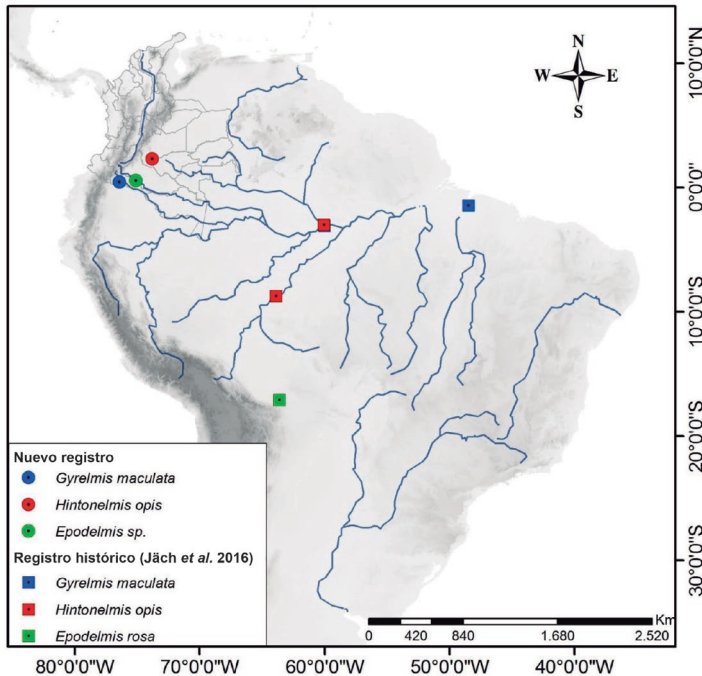 N
W E
S
10°0'0"N
0°0'0"
10°0'0"S
20°0'0"S
30°0'0"S
Nuevo registro
Gyrelmis maculata
Hintonelmis opis
Epodelmis sp.
Registro histórico (Jäch et al. 2016)
Gyrelmis maculata
Hintonelmis opis
Epodelmis rosa
Km
0 420 840 1.680 2.520
80°0'0"W 70°0'0"W 60°0'0"W 50°0'0"W 40°0'0"W